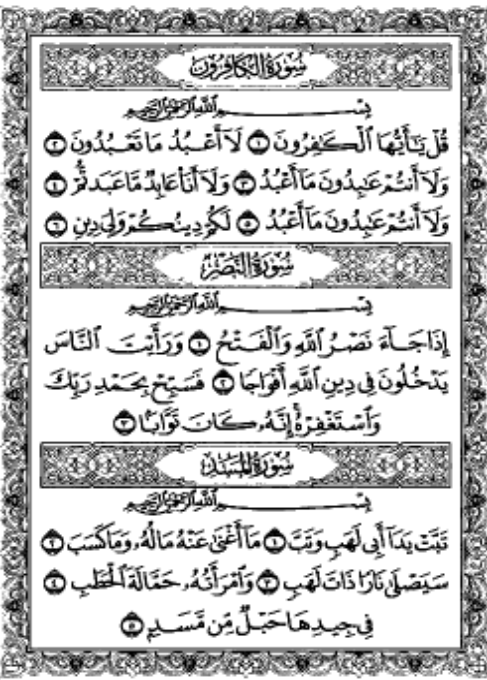 سُورَةُ الْكَافِرُونَ
بِسْمِ اللَّهِ الرَّحْمَٰنِ الرَّحِيمِ
قُلْ يَٰٓأَيُّهَا ٱلْكَٰفِرُونَ ١ لَآ أَعْبُدُ مَا تَعْبُدُونَ ٢
وَلَآ أَنتُمْ عَٰبِدُونَ مَآ أَعْبُدُ ٣ وَلَآ أَنَا۠ عَابِدٌ مَّا عَبَدتُّمْ ٤
وَلَآ أَنتُمْ عَٰبِدُونَ مَآ أَعْبُدُ ٥ لَكُمْ دِينُكُمْ وَلِىَ دِينِ ٦
سُورَةُ النَّصْرِ
بِسْمِ اللَّهِ الرَّحْمَٰنِ الرَّحِيمِ
إِذَا جَآءَ نَصْرُ ٱللَّهِ وَٱلْفَتْحُ ١ وَرَأَيْتَ ٱلنَّاسَ
يَدْخُلُونَ فِى دِينِ ٱللَّهِ أَفْوَاجًا ٢ فَسَبِّحْ بِحَمْدِ رَبِّكَ
وَٱسْتَغْفِرْهُ إِنَّهُۥ كَانَ تَوَّابًۢا ٣
سُورَةُ الْمَسَدِ
بِسْمِ اللَّهِ الرَّحْمَٰنِ الرَّحِيمِ
تَبَّتْ يَدَآ أَبِى لَهَبٍ وَتَبَّ ١ مَآ أَغْنَىٰ عَنْهُ مَالُهُۥ وَمَا كَسَبَ ٢
سَيَصْلَىٰ نَارًا ذَاتَ لَهَبٍ ٣ وَٱمْرَأَتُهُۥ حَمَّالَةَ ٱلْحَطَبِ ٤
فِى جِيدِهَا حَبْلٌ مِّن مَّسَدٍۭ ٥